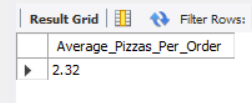 Result Grid Filter Rows:
Average_Pizzas_Per_Order
2.32